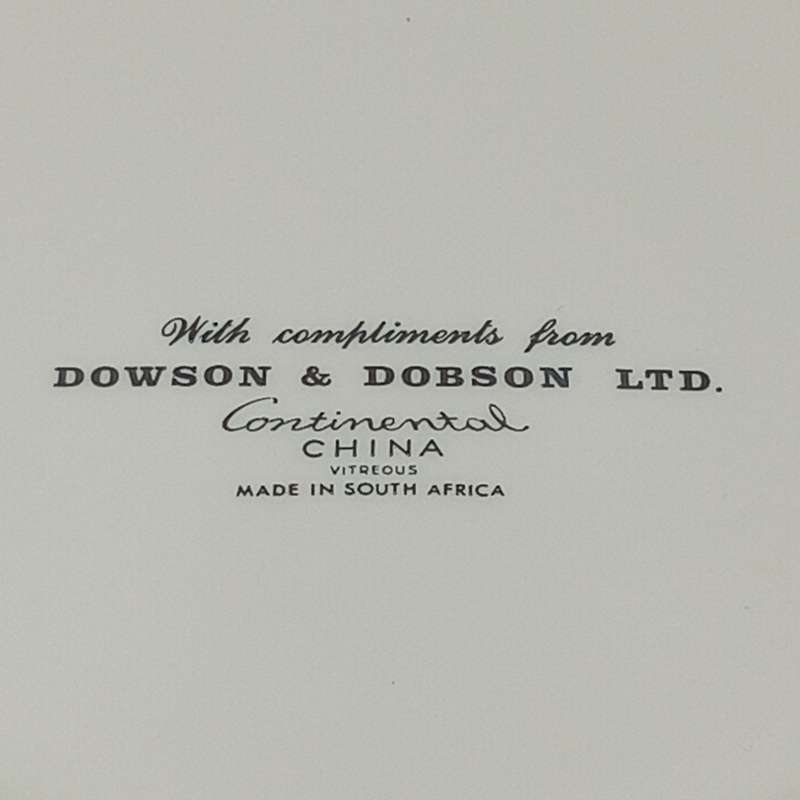 With compliments from
DOWSON & DOBSON LTD.
Continental
CHINA
VITREOUS
MADE IN SOUTH AFRICA